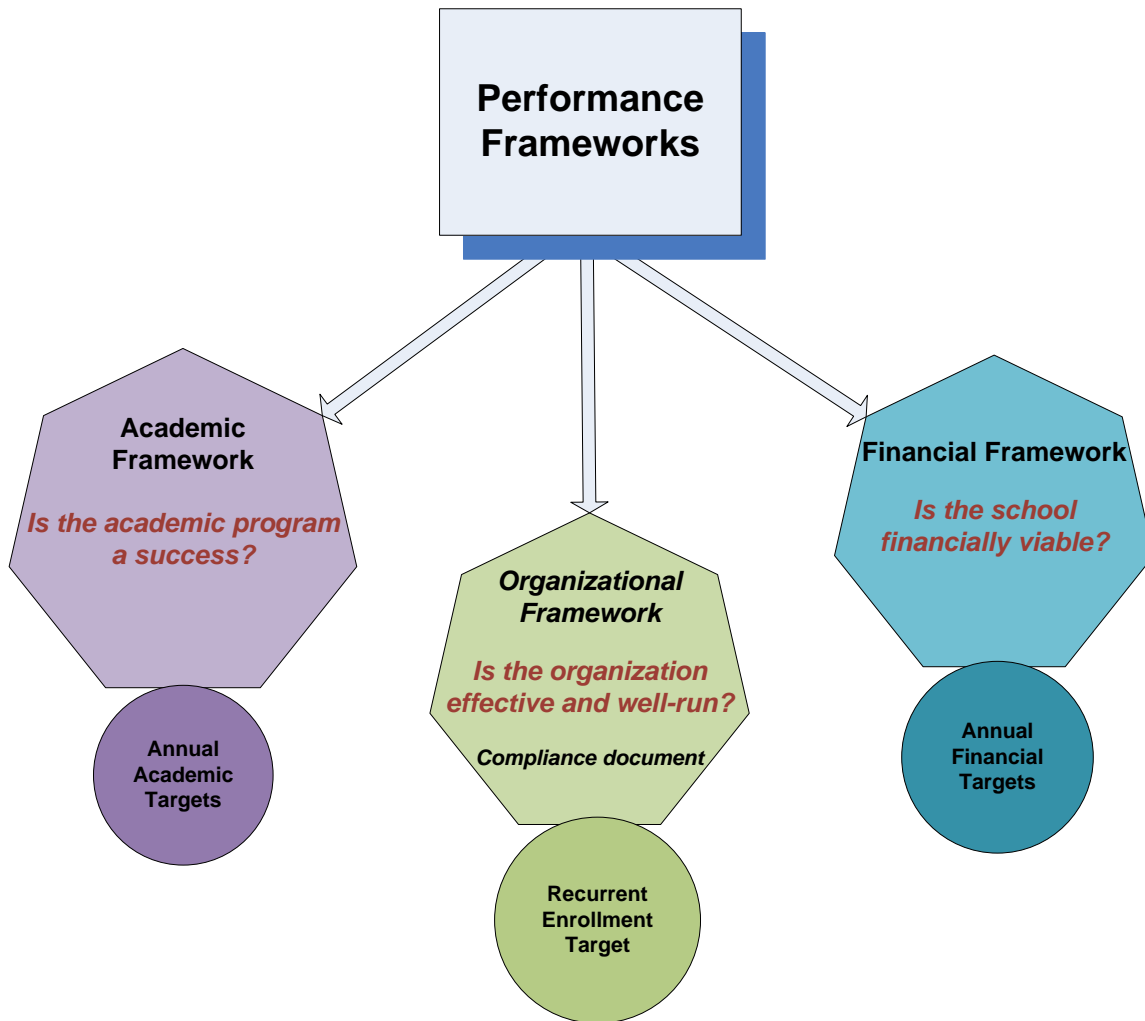 Performance
Frameworks
Academic
Framework
Is the academic program
a success?
Annual
Academic
Targets
Organizational
Framework
Is the organization
effective and well-run?
Compliance document
Recurrent
Enrollment
Target
Financial Framework
Is the school
financially viable?
Annual
Financial
Targets